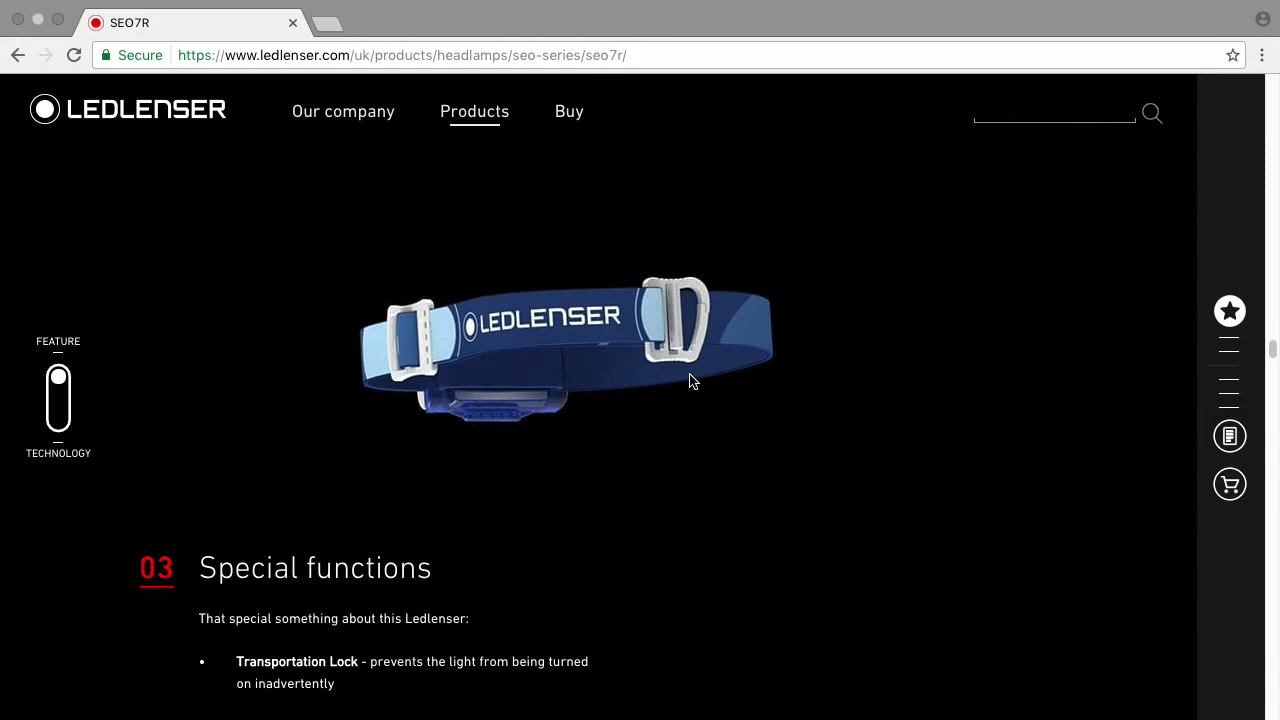 SEO7R
Secure https://www.ledlenser.com/uk/products/headlamps/seo-series/seo7r/
LEDLENSER
Our company
Products
Buy
LEDLENSER
FEATURE
TECHNOLOGY
03 Special functions
That special something about this Ledlenser:
• Transportation Lock - prevents the light from being turned
on inadvertently